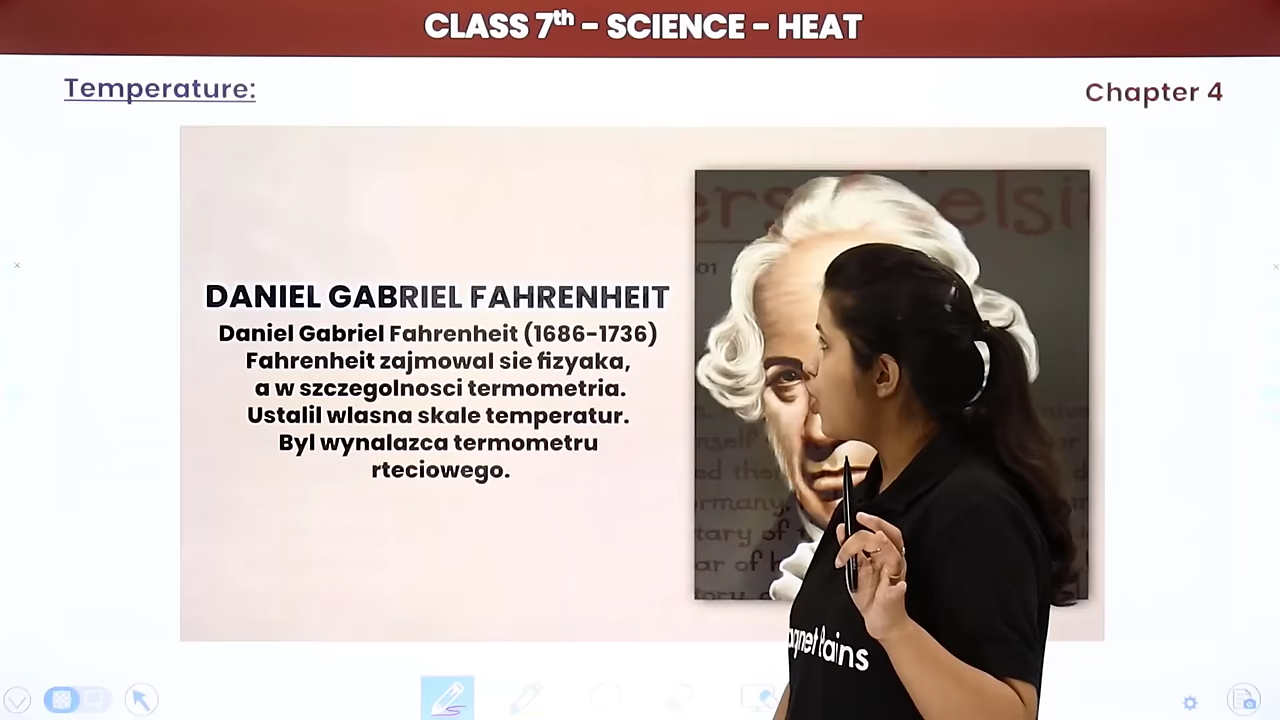 CLASS 7th - SCIENCE - HEAT
Temperature:
Chapter 4
DANIEL GABRIEL FAHRENHEIT
Daniel Gabriel Fahrenheit (1686-1736)
Fahrenheit zajmowal sie fizyaka,
a w szczegolnosci termometria.
Ustalil wlasna skale temperatur.
Byl wynalazca termometru
rteciowego.